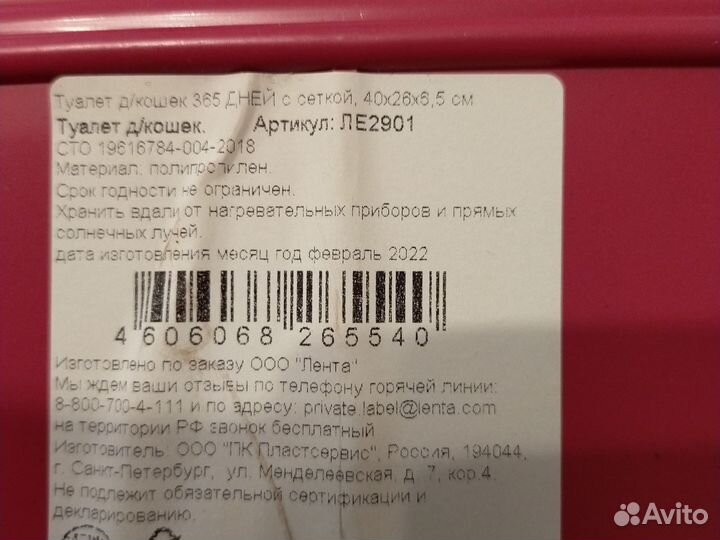 Туалет д/кошек 365 ДНЕЙ с сеткой, 40х26х6,5 см
Туалет д/кошек. Артикул: ЛЕ2901
СТО 19616784-004-2018
Материал: полипропилен.
Срок годности не ограничен.
Хранить вдали от нагревательных приборов и прямых
солнечных лучей.
дата изготовления месяц год февраль 2022
4 606068 265540
Изготовлено по заказу ООО "Лента"
Мы ждем ваши отзывы по телефону горячей линии:
8-800-700-4-111 и по адресу: private.label@lenta.com
на территории РФ звонок бесплатный
Изготовитель: ООО "ПК Пластсервис", Россия, 194044,
г. Санкт-Петербург, ул. Менделеевская, д. 7, кор.4.
Не подлежит обязательной сертификации и
декларированию.
Avito